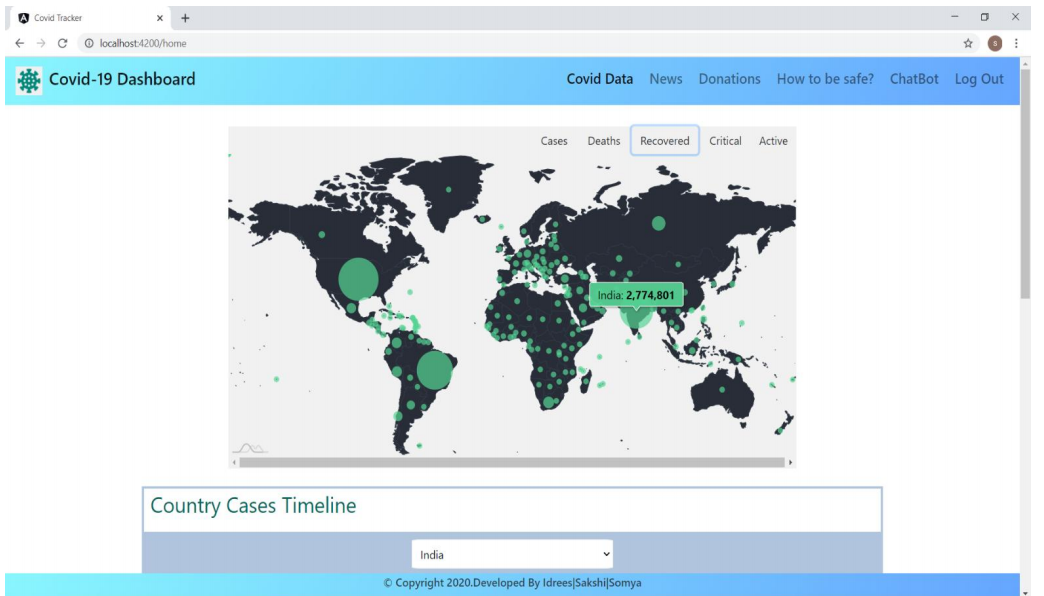 Covid Tracker
localhost:4200/home
S
Covid-19 Dashboard
Covid Data News Donations How to be safe? ChatBot Log Out
Cases Deaths Recovered Critical Active
India: 2,774,801
Country Cases Timeline
India
© Copyright 2020.Developed By Idrees|Sakshi|Somya